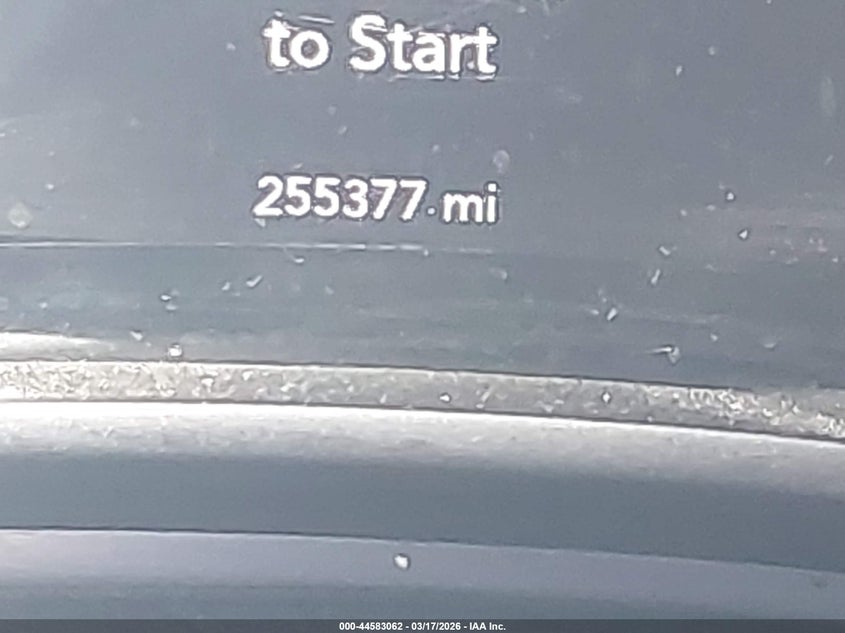 to Start
255377 mi
000-44583062 - 03/17/2026 - IAA Inc.